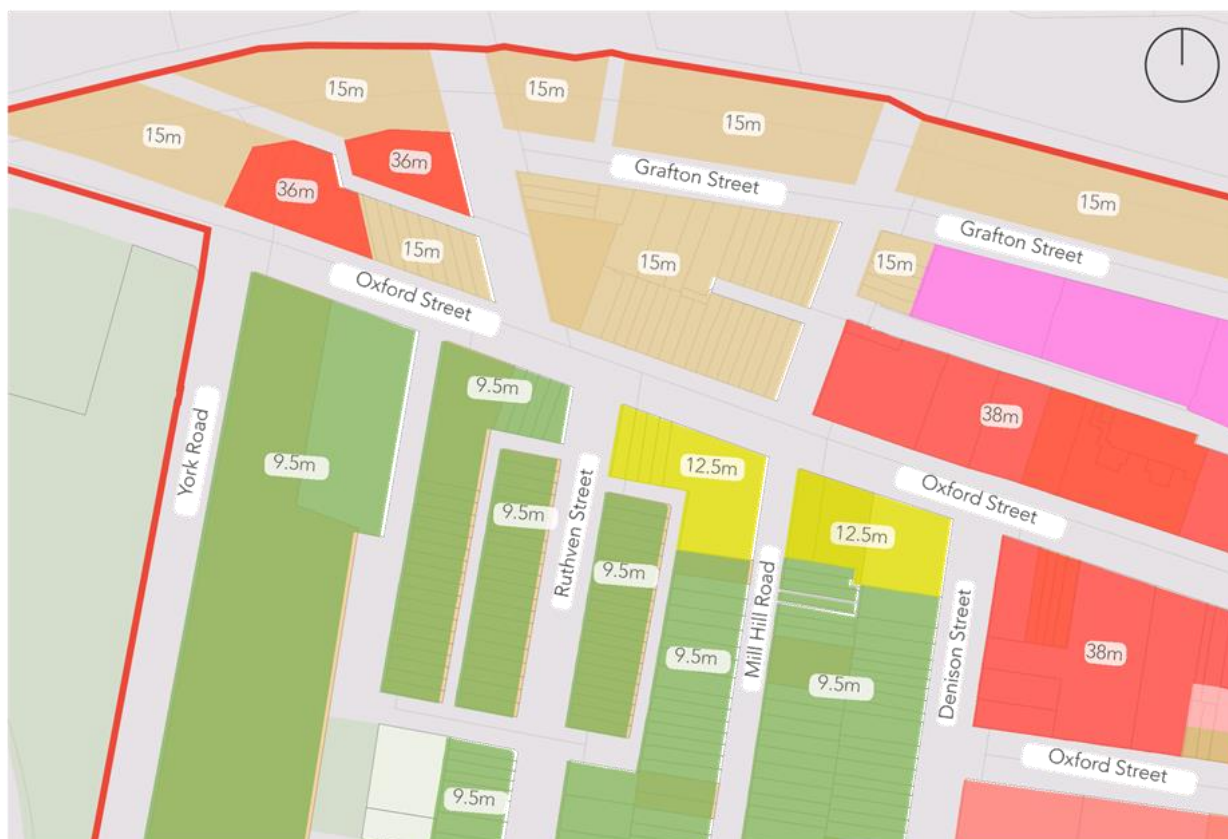 15m
15m
15m
15m
36m
36m
15m
Grafton Street
15m
Grafton Street
15m
15m
Oxford Street
9.5m
38m
York Road
9.5m
12.5m
Oxford Street
9.5m
Ruthven Street
9.5m
12.5m
Mill Hill Road
Denison Street
9.5m
9.5m
38m
Oxford Street
9.5m